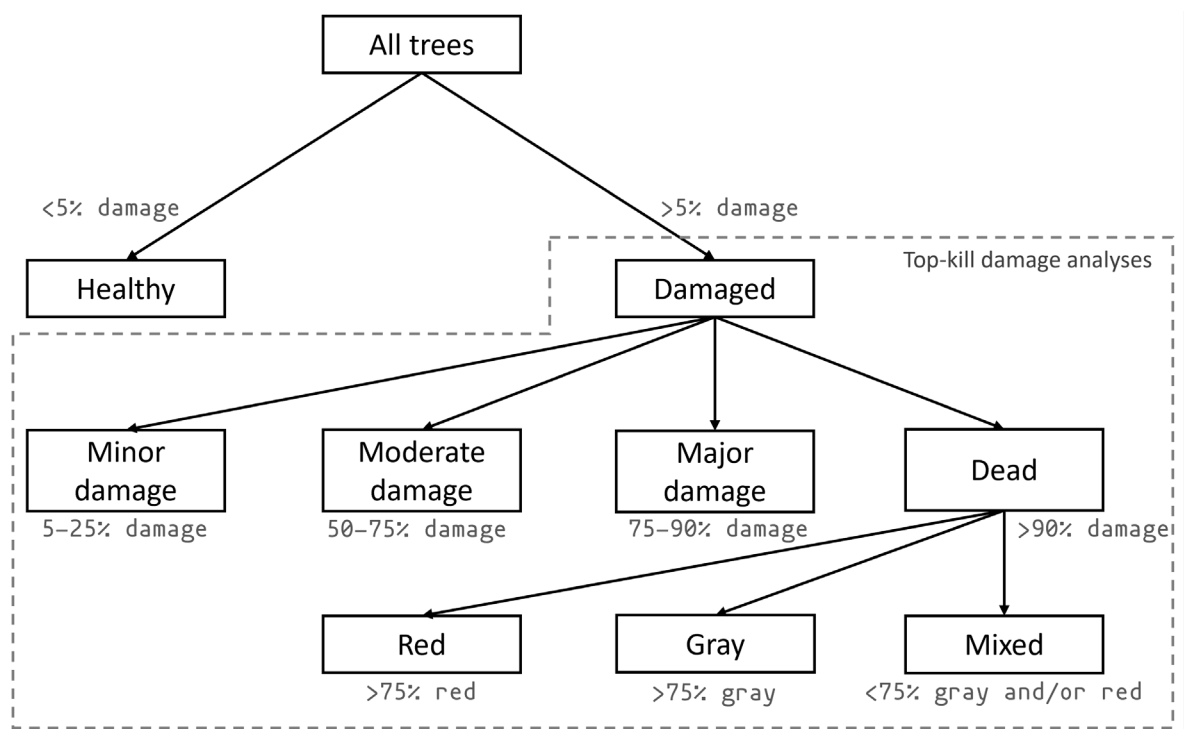 All trees
<5% damage
>5% damage
Healthy
Damaged
Top-kill damage analyses
Minor
damage
Moderate
damage
Major
damage
Dead
5–25% damage
50–75% damage
75–90% damage
>90% damage
Red
Gray
Mixed
>75% red
>75% gray
<75% gray and/or red